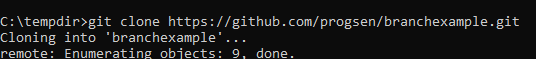 C:\tempdir>git clone https://github.com/progsen/branchexample.git
Cloning into 'branchexample'...
remote: Enumerating objects: 9, done.